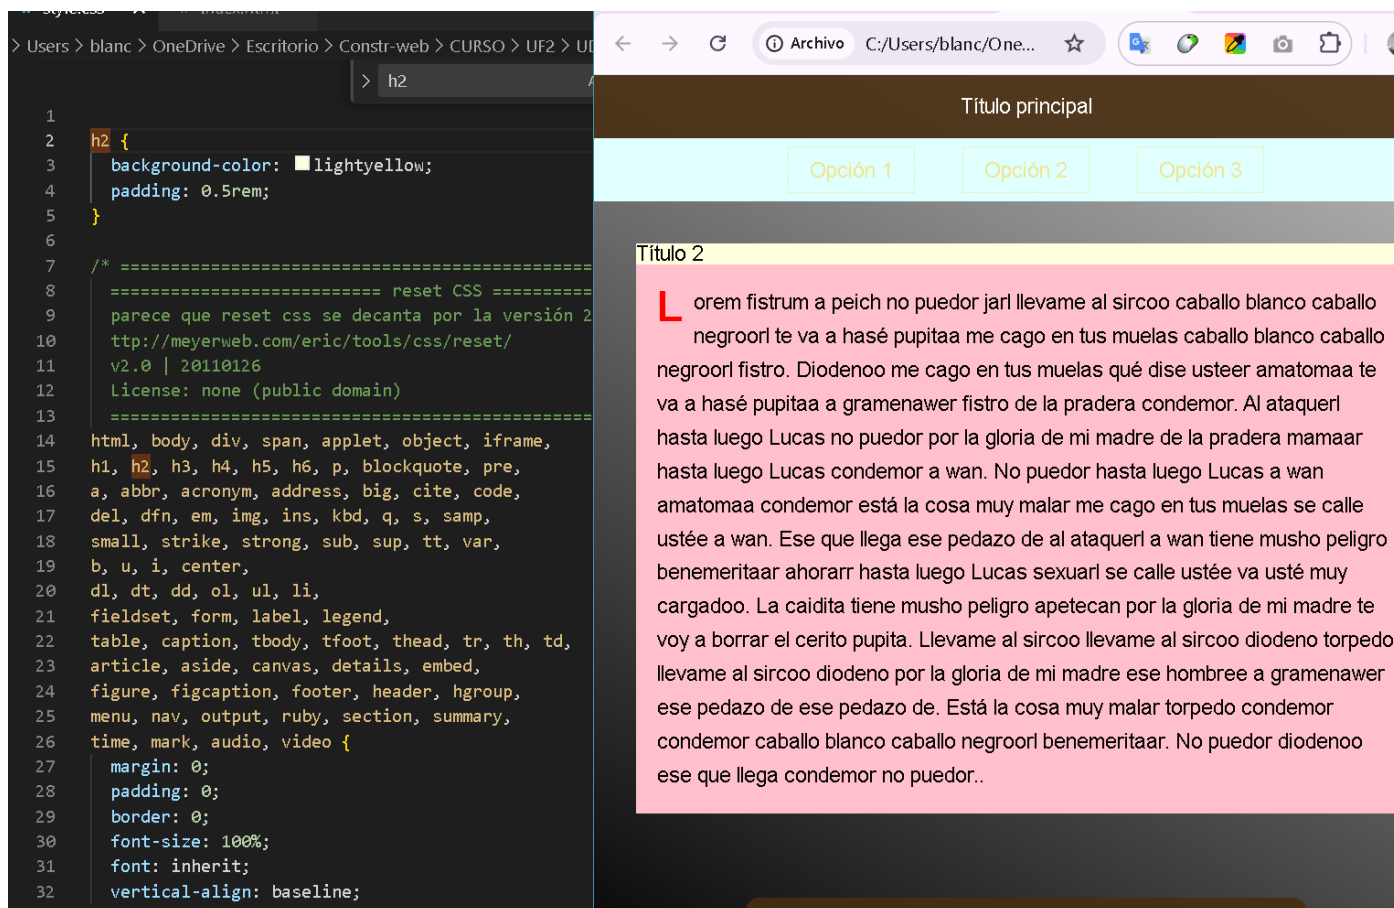 style.css
index.html
> Users > blanc > OneDrive > Escritorio > Constr-web > CURSO > UF2 >
> h2
1
2 h2 {
3 background-color: lightyellow;
4 padding: 0.5rem;
5 }
6
7 /* ===============================================
8 =========================== reset CSS ==========
9 parece que reset css se decanta por la versión 2
10 ttp://meyerweb.com/eric/tools/css/reset/
11 v2.0 | 20110126
12 License: none (public domain)
13 ================================================
14 html, body, div, span, applet, object, iframe,
15 h1, h2, h3, h4, h5, h6, p, blockquote, pre,
16 a, abbr, acronym, address, big, cite, code,
17 del, dfn, em, img, ins, kbd, q, s, samp,
18 small, strike, strong, sub, sup, tt, var,
19 b, u, i, center,
20 dl, dt, dd, ol, ul, li,
21 fieldset, form, label, legend,
22 table, caption, tbody, tfoot, thead, tr, th, td,
23 article, aside, canvas, details, embed,
24 figure, figcaption, footer, header, hgroup,
25 menu, nav, output, ruby, section, summary,
26 time, mark, audio, video {
27 margin: 0;
28 padding: 0;
29 border: 0;
30 font-size: 100%;
31 font: inherit;
32 vertical-align: baseline;
Archivo C:/Users/blanc/One...
Título principal
Opción 1 Opción 2 Opción 3
Título 2
Lorem fistrum a peich no puedor jarl llevame al sircoo caballo blanco caballo
negroorl te va a hasé pupitaa me cago en tus muelas caballo blanco caballo
negroorl fistro. Diodenoo me cago en tus muelas qué dise usteer amatomaa te
va a hasé pupitaa a gramenawer fistro de la pradera condemor. Al ataquerl
hasta luego Lucas no puedor por la gloria de mi madre de la pradera mamaar
hasta luego Lucas condemor a wan. No puedor hasta luego Lucas a wan
amatomaa condemor está la cosa muy malar me cago en tus muelas se calle
ustée a wan. Ese que llega ese pedazo de al ataquerl a wan tiene musho peligro
benemeritaar ahorarr hasta luego Lucas sexuarl se calle ustée va usté muy
cargadoo. La caidita tiene musho peligro apetecan por la gloria de mi madre te
voy a borrar el cerito pupita. Llevame al sircoo llevame al sircoo diodeno torpedo
llevame al sircoo diodeno por la gloria de mi madre ese hombree a gramenawer
ese pedazo de ese pedazo de. Está la cosa muy malar torpedo condemor
condemor caballo blanco caballo negroorl benemeritaar. No puedor diodenoo
ese que llega condemor no puedor..